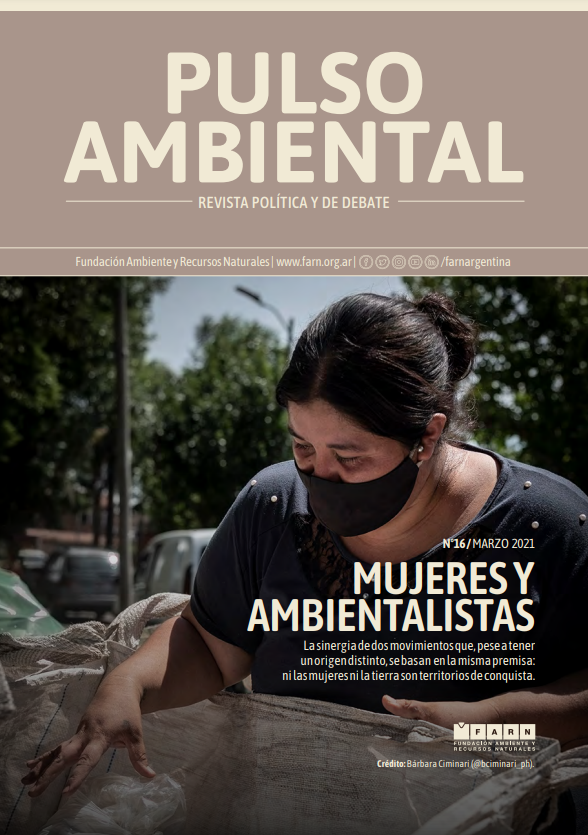 PULSO
AMBIENTAL
REVISTA POLÍTICA Y DE DEBATE
Fundación Ambiente y Recursos Naturales | www.farn.org.ar | /farnargentina
N°16 / MARZO 2021
MUJERES Y
AMBIENTALISTAS
La sinergia de dos movimientos que, pese a tener
un origen distinto, se basan en la misma premisa:
ni las mujeres ni la tierra son territorios de conquista.
FARN
FUNDACIÓN AMBIENTE Y
RECURSOS NATURALES
Crédito: Bárbara Ciminari (@bciminari_ph).